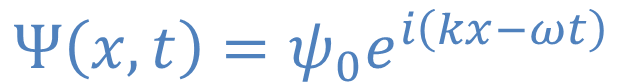 Ψ(x, t) = ψ₀e^{i(kx−ωt)}